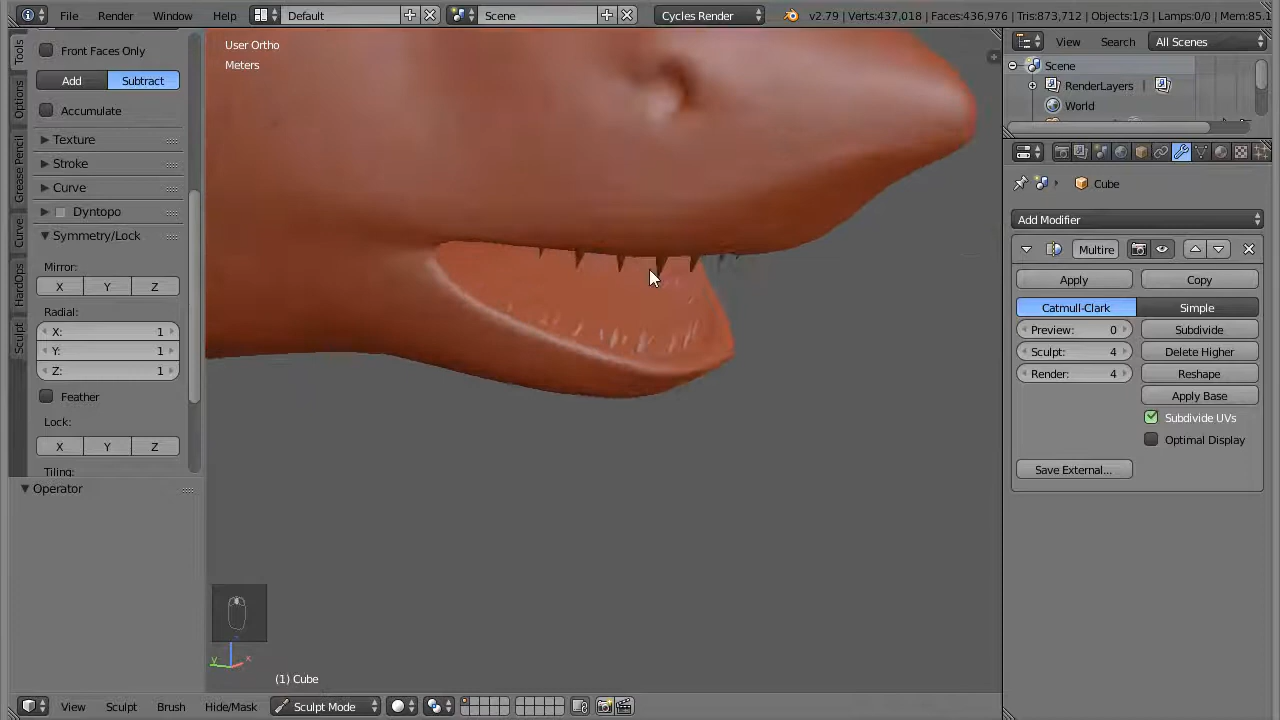 File Render Window Help Default Scene Cycles Render v2.79 | Verts:437,018 | Faces:436,976 | Tris:873,712 | Objects:1/3 | Lamps:0/0 | Mem:85.1
Tools
Options
Grease Pencil
Curve
HardOps
Sculpt
Front Faces Only
Add Subtract
Accumulate
Texture
Stroke
Curve
Dyntopo
Symmetry/Lock
Mirror:
X Y Z
Radial:
X: 1
Y: 1
Z: 1
Feather
Lock:
X Y Z
Tiling:
Operator
User Ortho
Meters
y x
(1) Cube
View Sculpt Brush Hide/Mask Sculpt Mode
View Search All Scenes
Scene
RenderLayers
World
Cube
Add Modifier
Multire
Apply Copy
Catmull-Clark Simple
Preview: 0 Subdivide
Sculpt: 4 Delete Higher
Render: 4 Reshape
Apply Base
Subdivide UVs
Optimal Display
Save External...